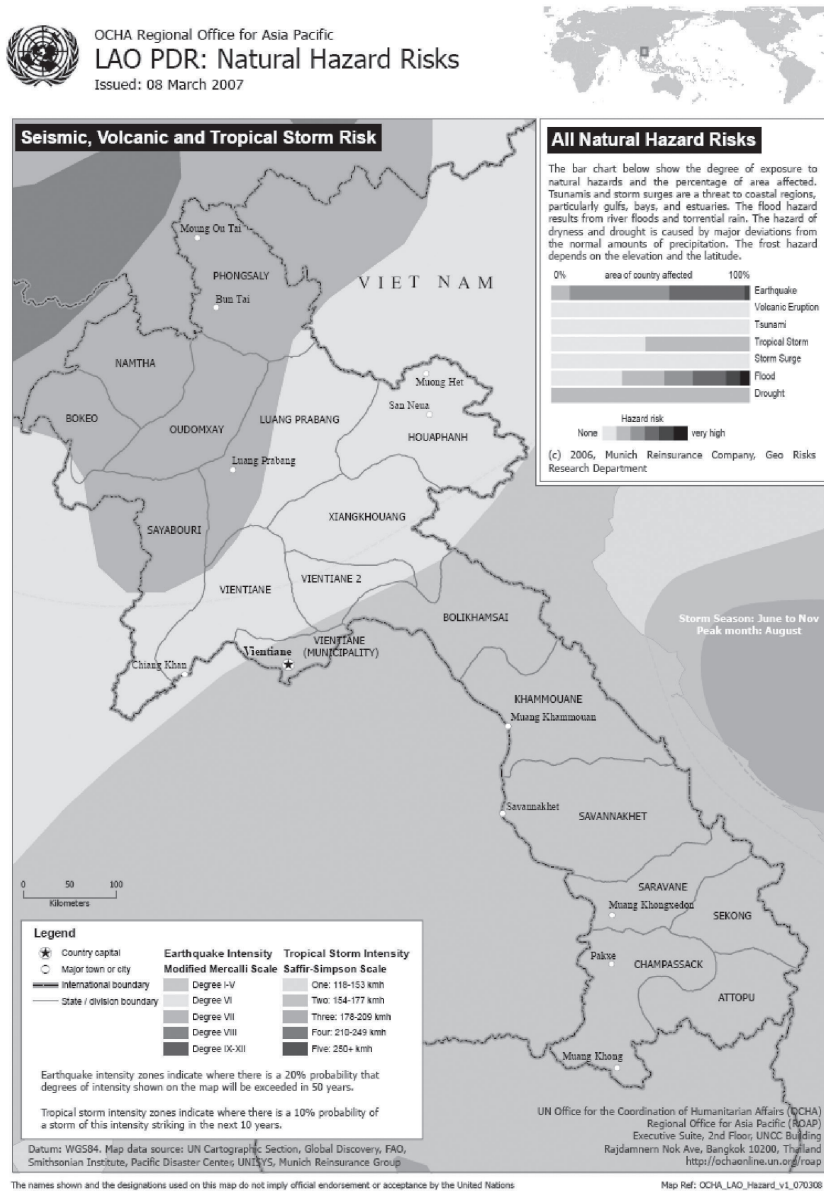 OCHA Regional Office for Asia Pacific
LAO PDR: Natural Hazard Risks
Issued: 08 March 2007
Seismic, Volcanic and Tropical Storm Risk
Moung Ou Tai
PHONGSALY
Bun Tai
VIET NAM
NAMTHA
BOKEO
OUDOMXAY
LUANG PRABANG
Muong Het
San Neua
HOUAPHANH
Luang Prabang
SAYABOURI
XIANGKHOUANG
VIENTIANE
VIENTIANE 2
BOLIKHAMSAI
Vientiane
VIENTIANE
(MUNICIPALITY)
Chiang Khan
KHAMMOUANE
Muang Khammouan
Savannakhet
SAVANNAKHET
SARAVANE
Muang Khongxedon
SEKONG
Pakxe
CHAMPASSACK
ATTOPU
Muang Khong
Storm Season: June to Nov
Peak month: August
All Natural Hazard Risks
The bar chart below show the degree of exposure to
natural hazards and the percentage of area affected.
Tsunamis and storm surges are a threat to coastal regions,
particularly gulfs, bays, and estuaries. The flood hazard
results from river floods and torrential rain. The hazard of
dryness and drought is caused by major deviations from
the normal amounts of precipitation. The frost hazard
depends on the elevation and the latitude.
0% area of country affected 100%
Earthquake
Volcanic Eruption
Tsunami
Tropical Storm
Storm Surge
Flood
Drought
Hazard risk
None very high
(c) 2006, Munich Reinsurance Company, Geo Risks
Research Department
0 50 100
Kilometers
Legend
Country capital
Major town or city
International boundary
State / division boundary
Earthquake Intensity
Modified Mercalli Scale
Degree I-V
Degree VI
Degree VII
Degree VIII
Degree IX-XII
Tropical Storm Intensity
Saffir-Simpson Scale
One: 118-153 kmh
Two: 154-177 kmh
Three: 178-209 kmh
Four: 210-249 kmh
Five: 250+ kmh
Earthquake intensity zones indicate where there is a 20% probability that
degrees of intensity shown on the map will be exceeded in 50 years.
Tropical storm intensity zones indicate where there is a 10% probability of
a storm of this intensity striking in the next 10 years.
Datum: WGS84. Map data source: UN Cartographic Section, Global Discovery, FAO,
Smithsonian Institute, Pacific Disaster Center, UNISYS, Munich Reinsurance Group
UN Office for the Coordination of Humanitarian Affairs (OCHA)
Regional Office for Asia Pacific (ROAP)
Executive Suite, 2nd Floor, UNCC Building
Rajdamnern Nok Ave, Bangkok 10200, Thailand
http://ochaonline.un.org/roap
The names shown and the designations used on this map do not imply official endorsement or acceptance by the United Nations
Map Ref: OCHA_LAO_Hazard_v1_070308